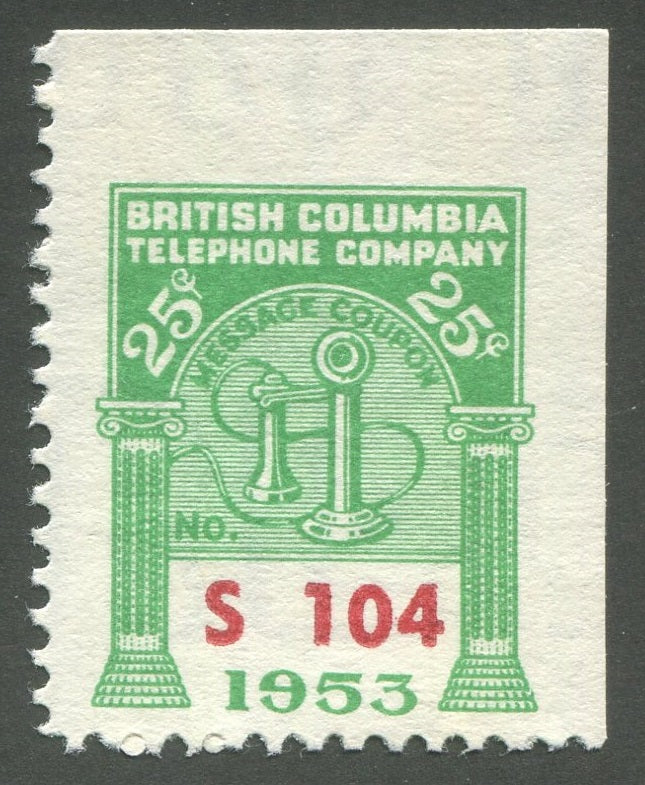 BRITISH COLUMBIA
TELEPHONE COMPANY
25¢ 25¢
MESSAGE COUPON
NO.
S 104
1953